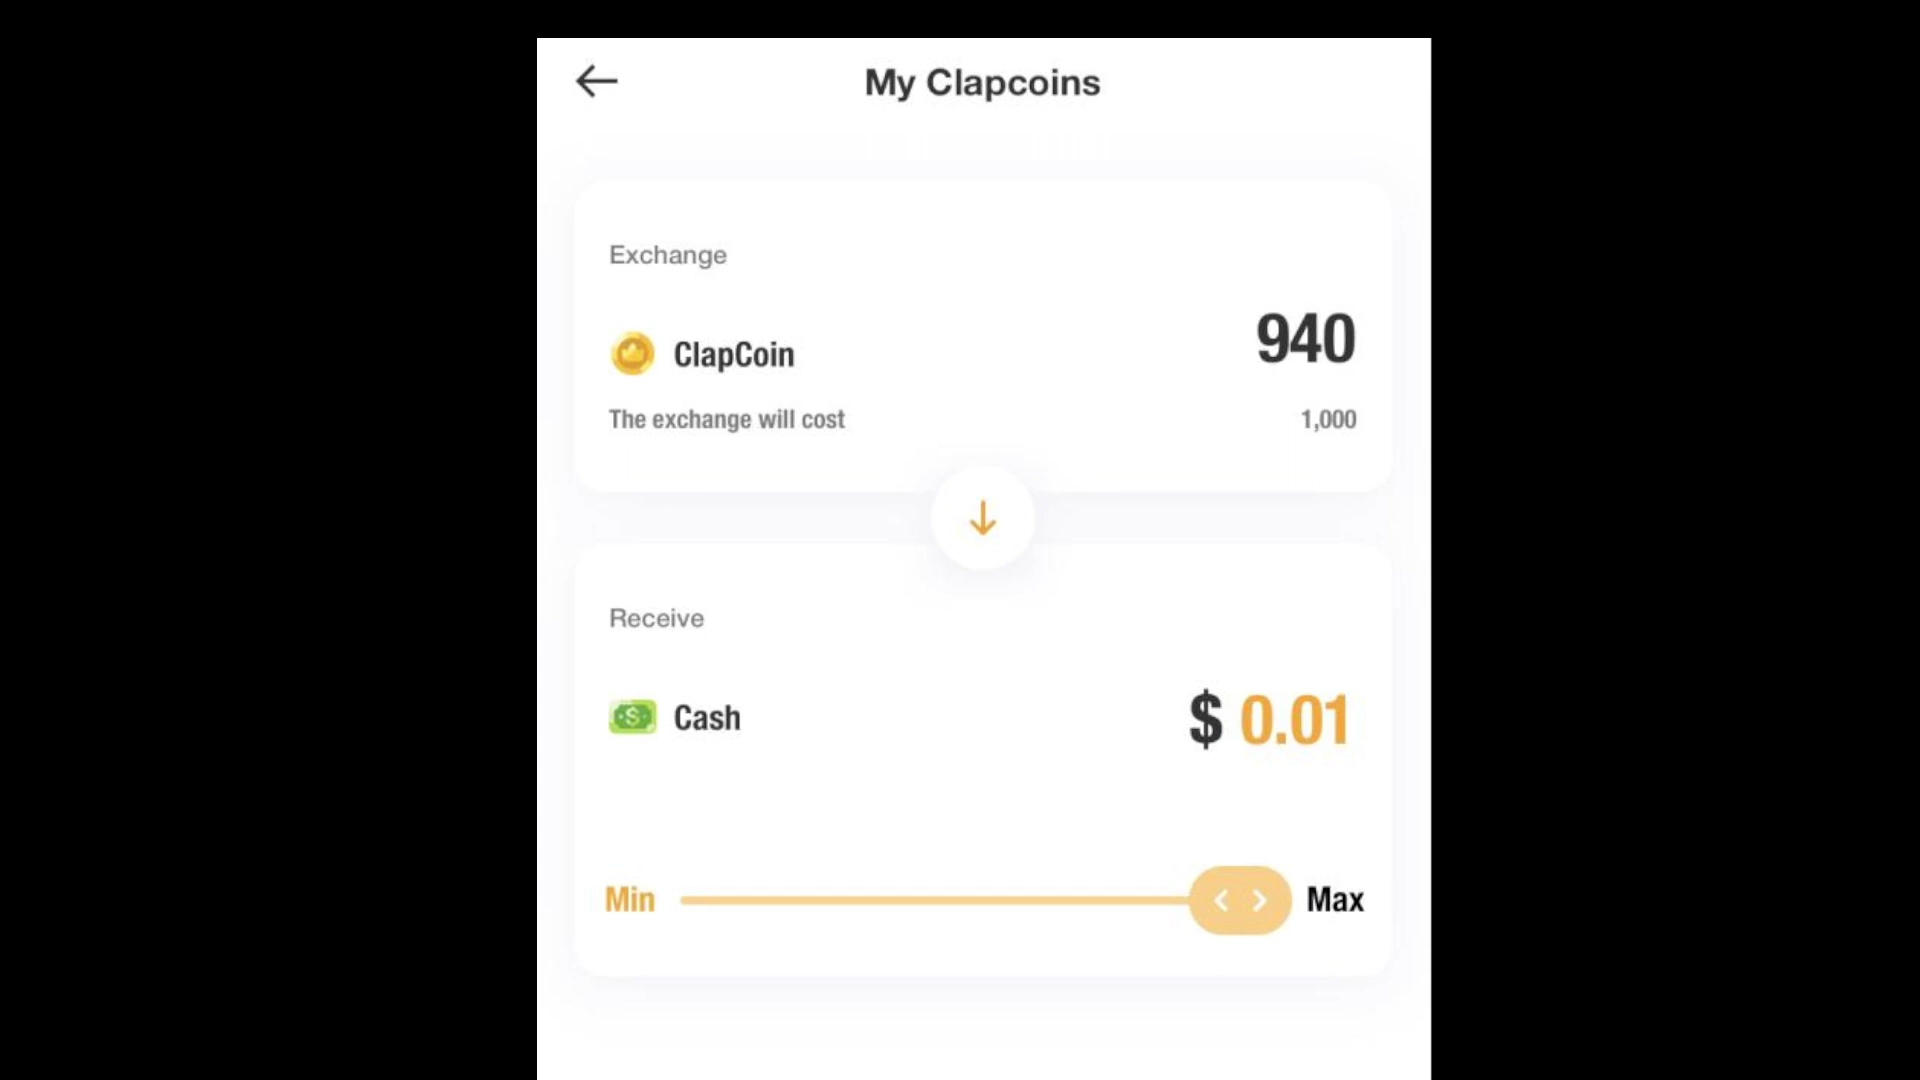 My Clapcoins
Exchange
ClapCoin 940
The exchange will cost 1,000
Receive
Cash $ 0.01
Min Max